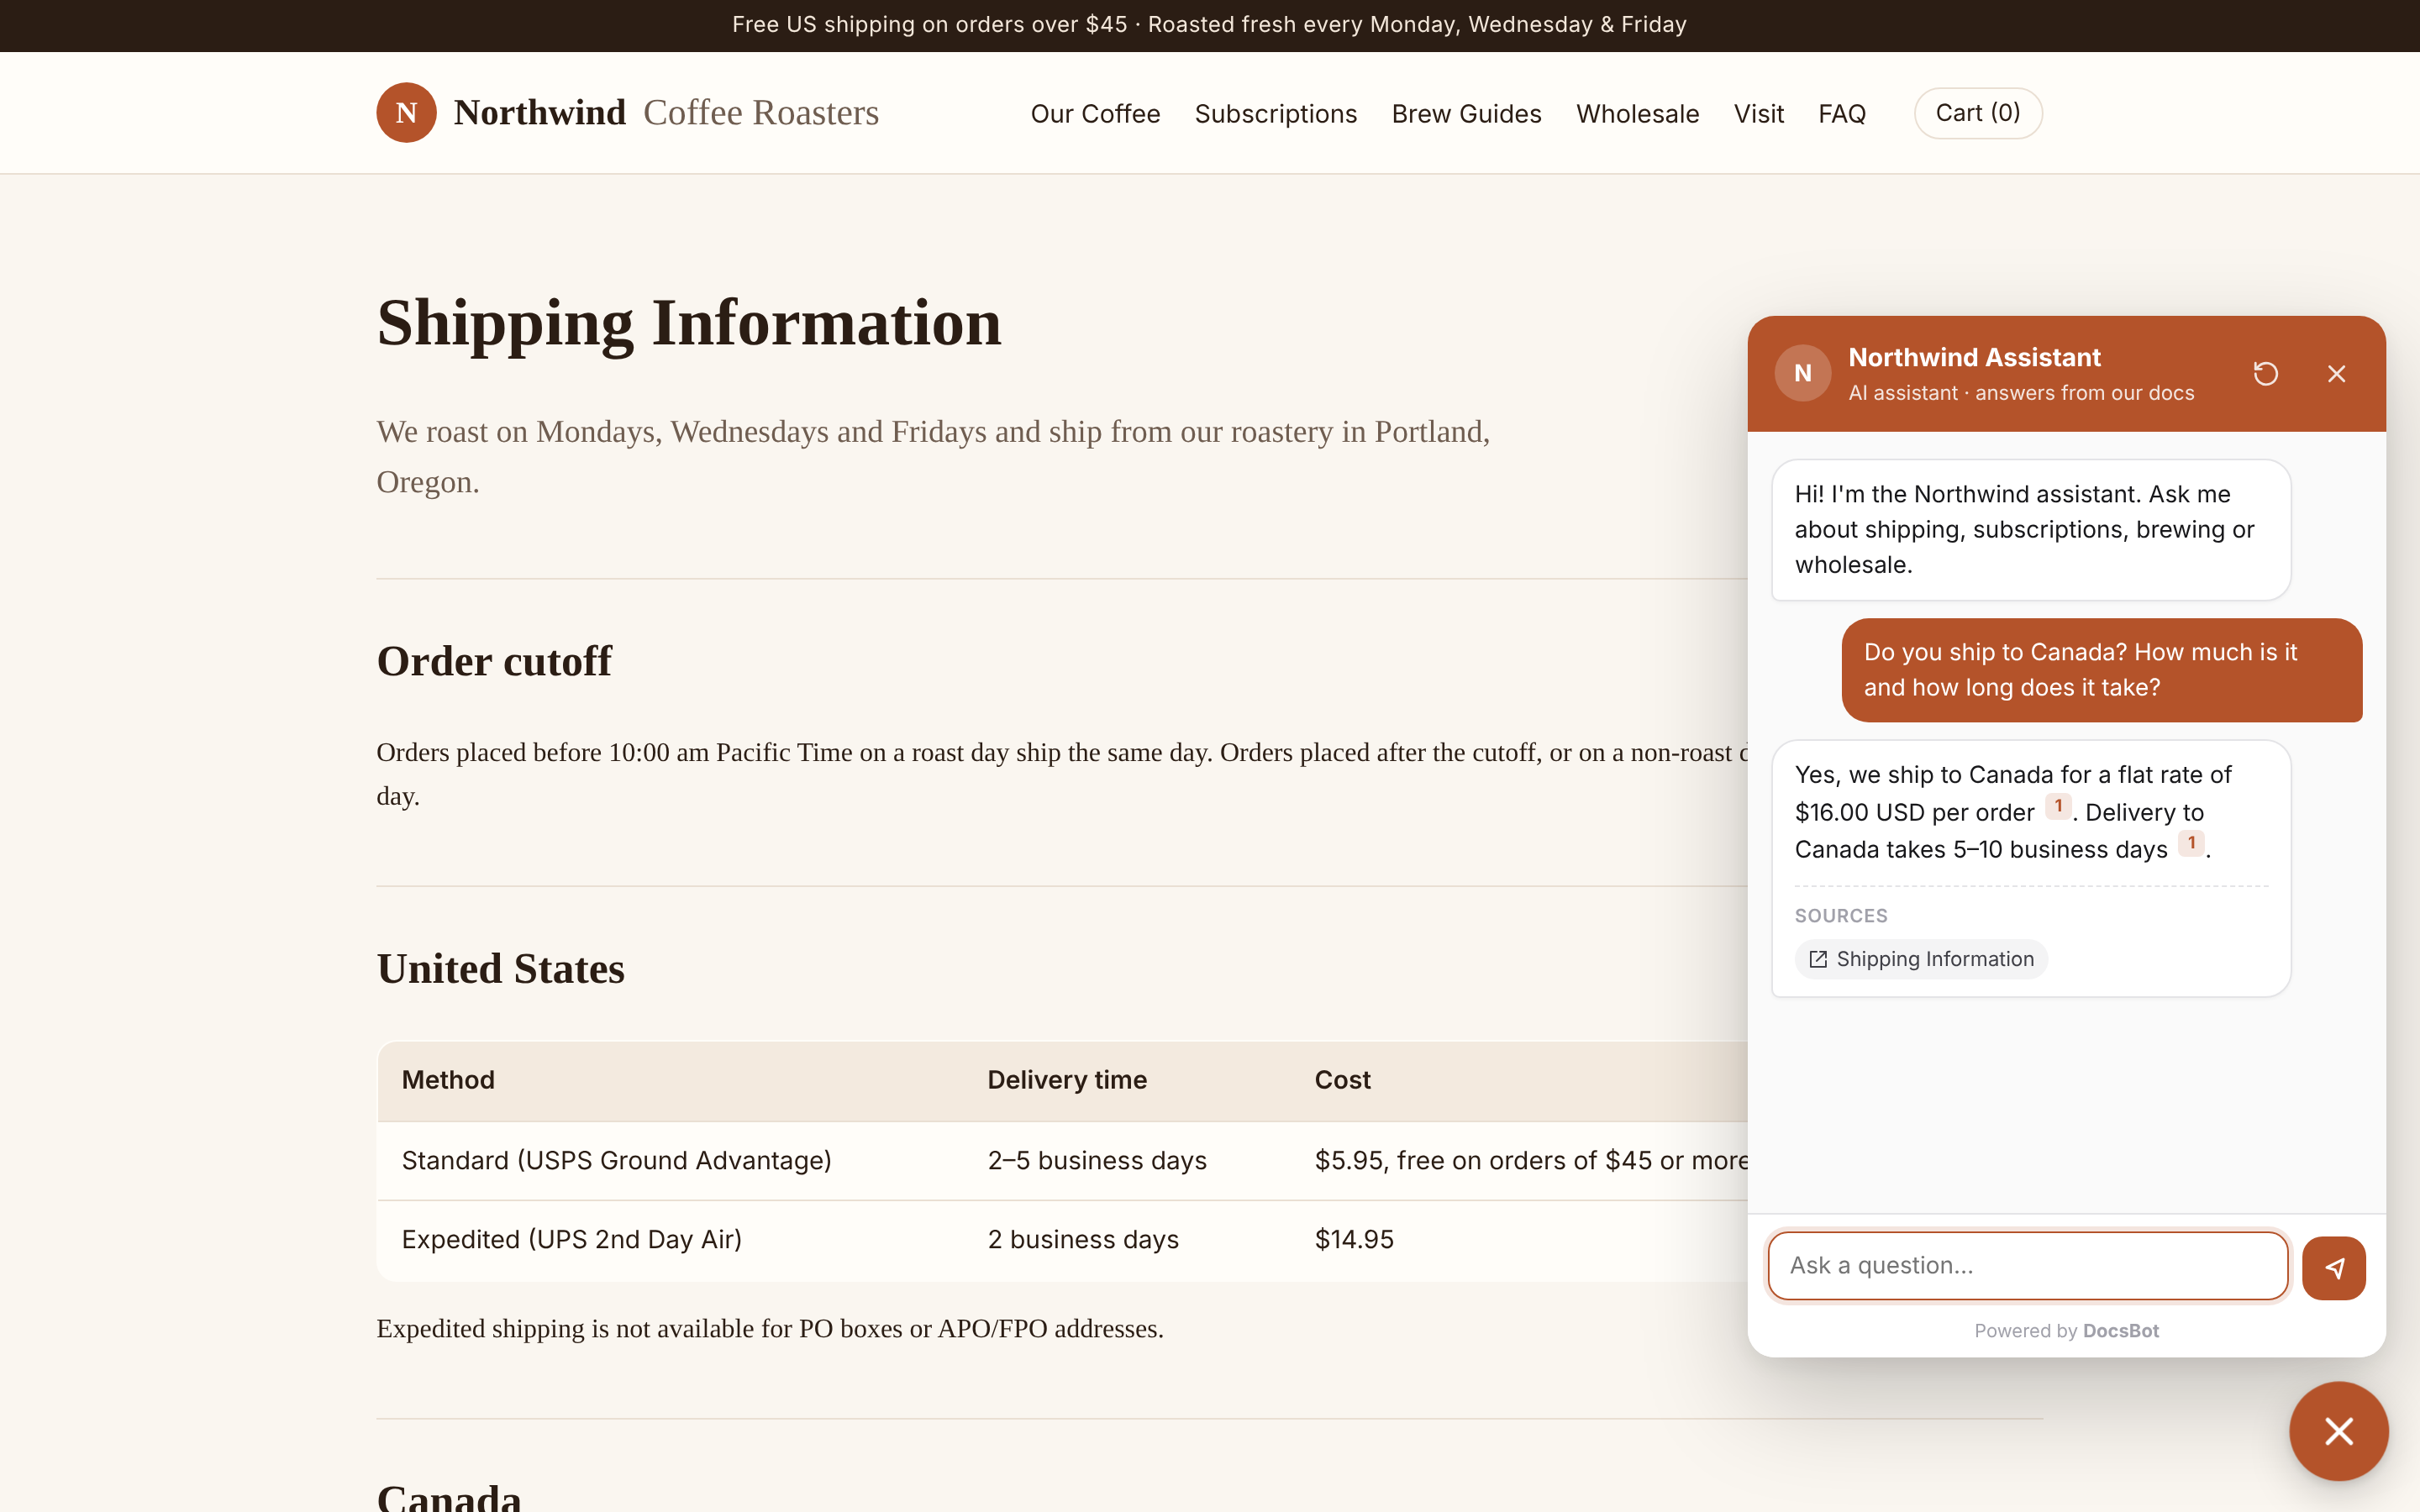 Free US shipping on orders over $45 · Roasted fresh every Monday, Wednesday & Friday
N Northwind Coffee Roasters
Our Coffee Subscriptions Brew Guides Wholesale Visit FAQ Cart (0)
Shipping Information
We roast on Mondays, Wednesdays and Fridays and ship from our roastery in Portland,
Oregon.
Order cutoff
Orders placed before 10:00 am Pacific Time on a roast day ship the same day. Orders placed after the cutoff, or on a non-roast
day.
United States
Method Delivery time Cost
Standard (USPS Ground Advantage) 2–5 business days $5.95, free on orders of $45 or more
Expedited (UPS 2nd Day Air) 2 business days $14.95
Expedited shipping is not available for PO boxes or APO/FPO addresses.
Canada
N
Northwind Assistant
AI assistant · answers from our docs
Hi! I'm the Northwind assistant. Ask me
about shipping, subscriptions, brewing or
wholesale.
Do you ship to Canada? How much is it
and how long does it take?
Yes, we ship to Canada for a flat rate of
$16.00 USD per order 1. Delivery to
Canada takes 5–10 business days 1.
SOURCES
Shipping Information
Ask a question...
Powered by DocsBot